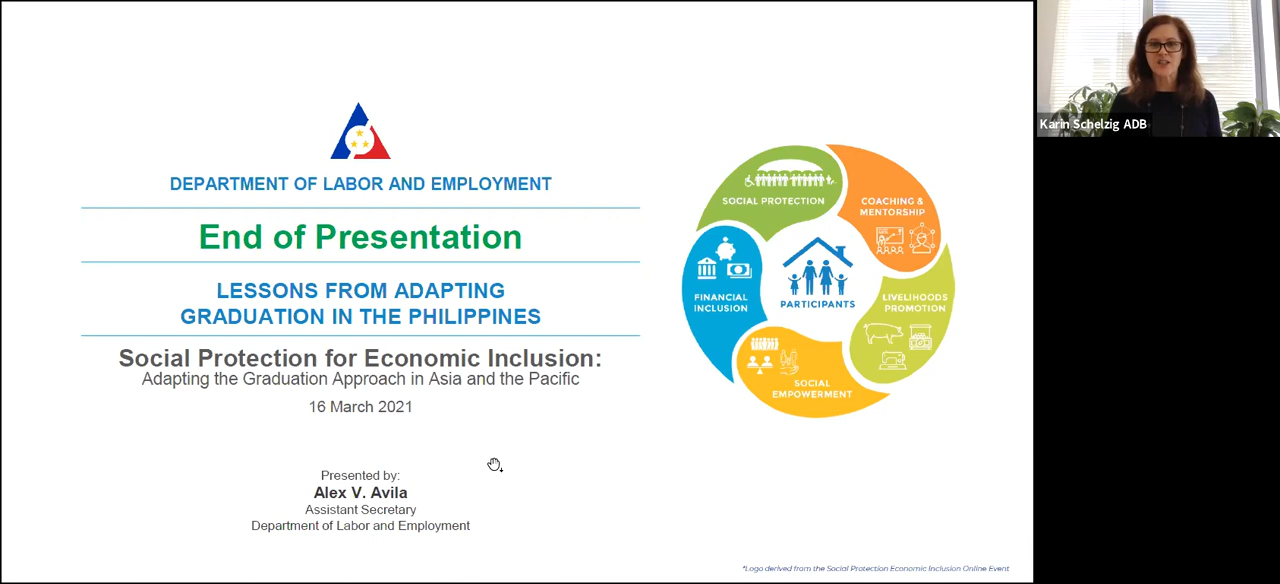 DEPARTMENT OF LABOR AND EMPLOYMENT
End of Presentation
LESSONS FROM ADAPTING
GRADUATION IN THE PHILIPPINES
Social Protection for Economic Inclusion:
Adapting the Graduation Approach in Asia and the Pacific
16 March 2021
Presented by:
Alex V. Avila
Assistant Secretary
Department of Labor and Employment
SOCIAL PROTECTION
COACHING &
MENTORSHIP
FINANCIAL
INCLUSION
PARTICIPANTS
LIVELIHOODS
PROMOTION
SOCIAL
EMPOWERMENT
*Logo derived from the Social Protection Economic Inclusion Online Event
Karin Schelzig ADB